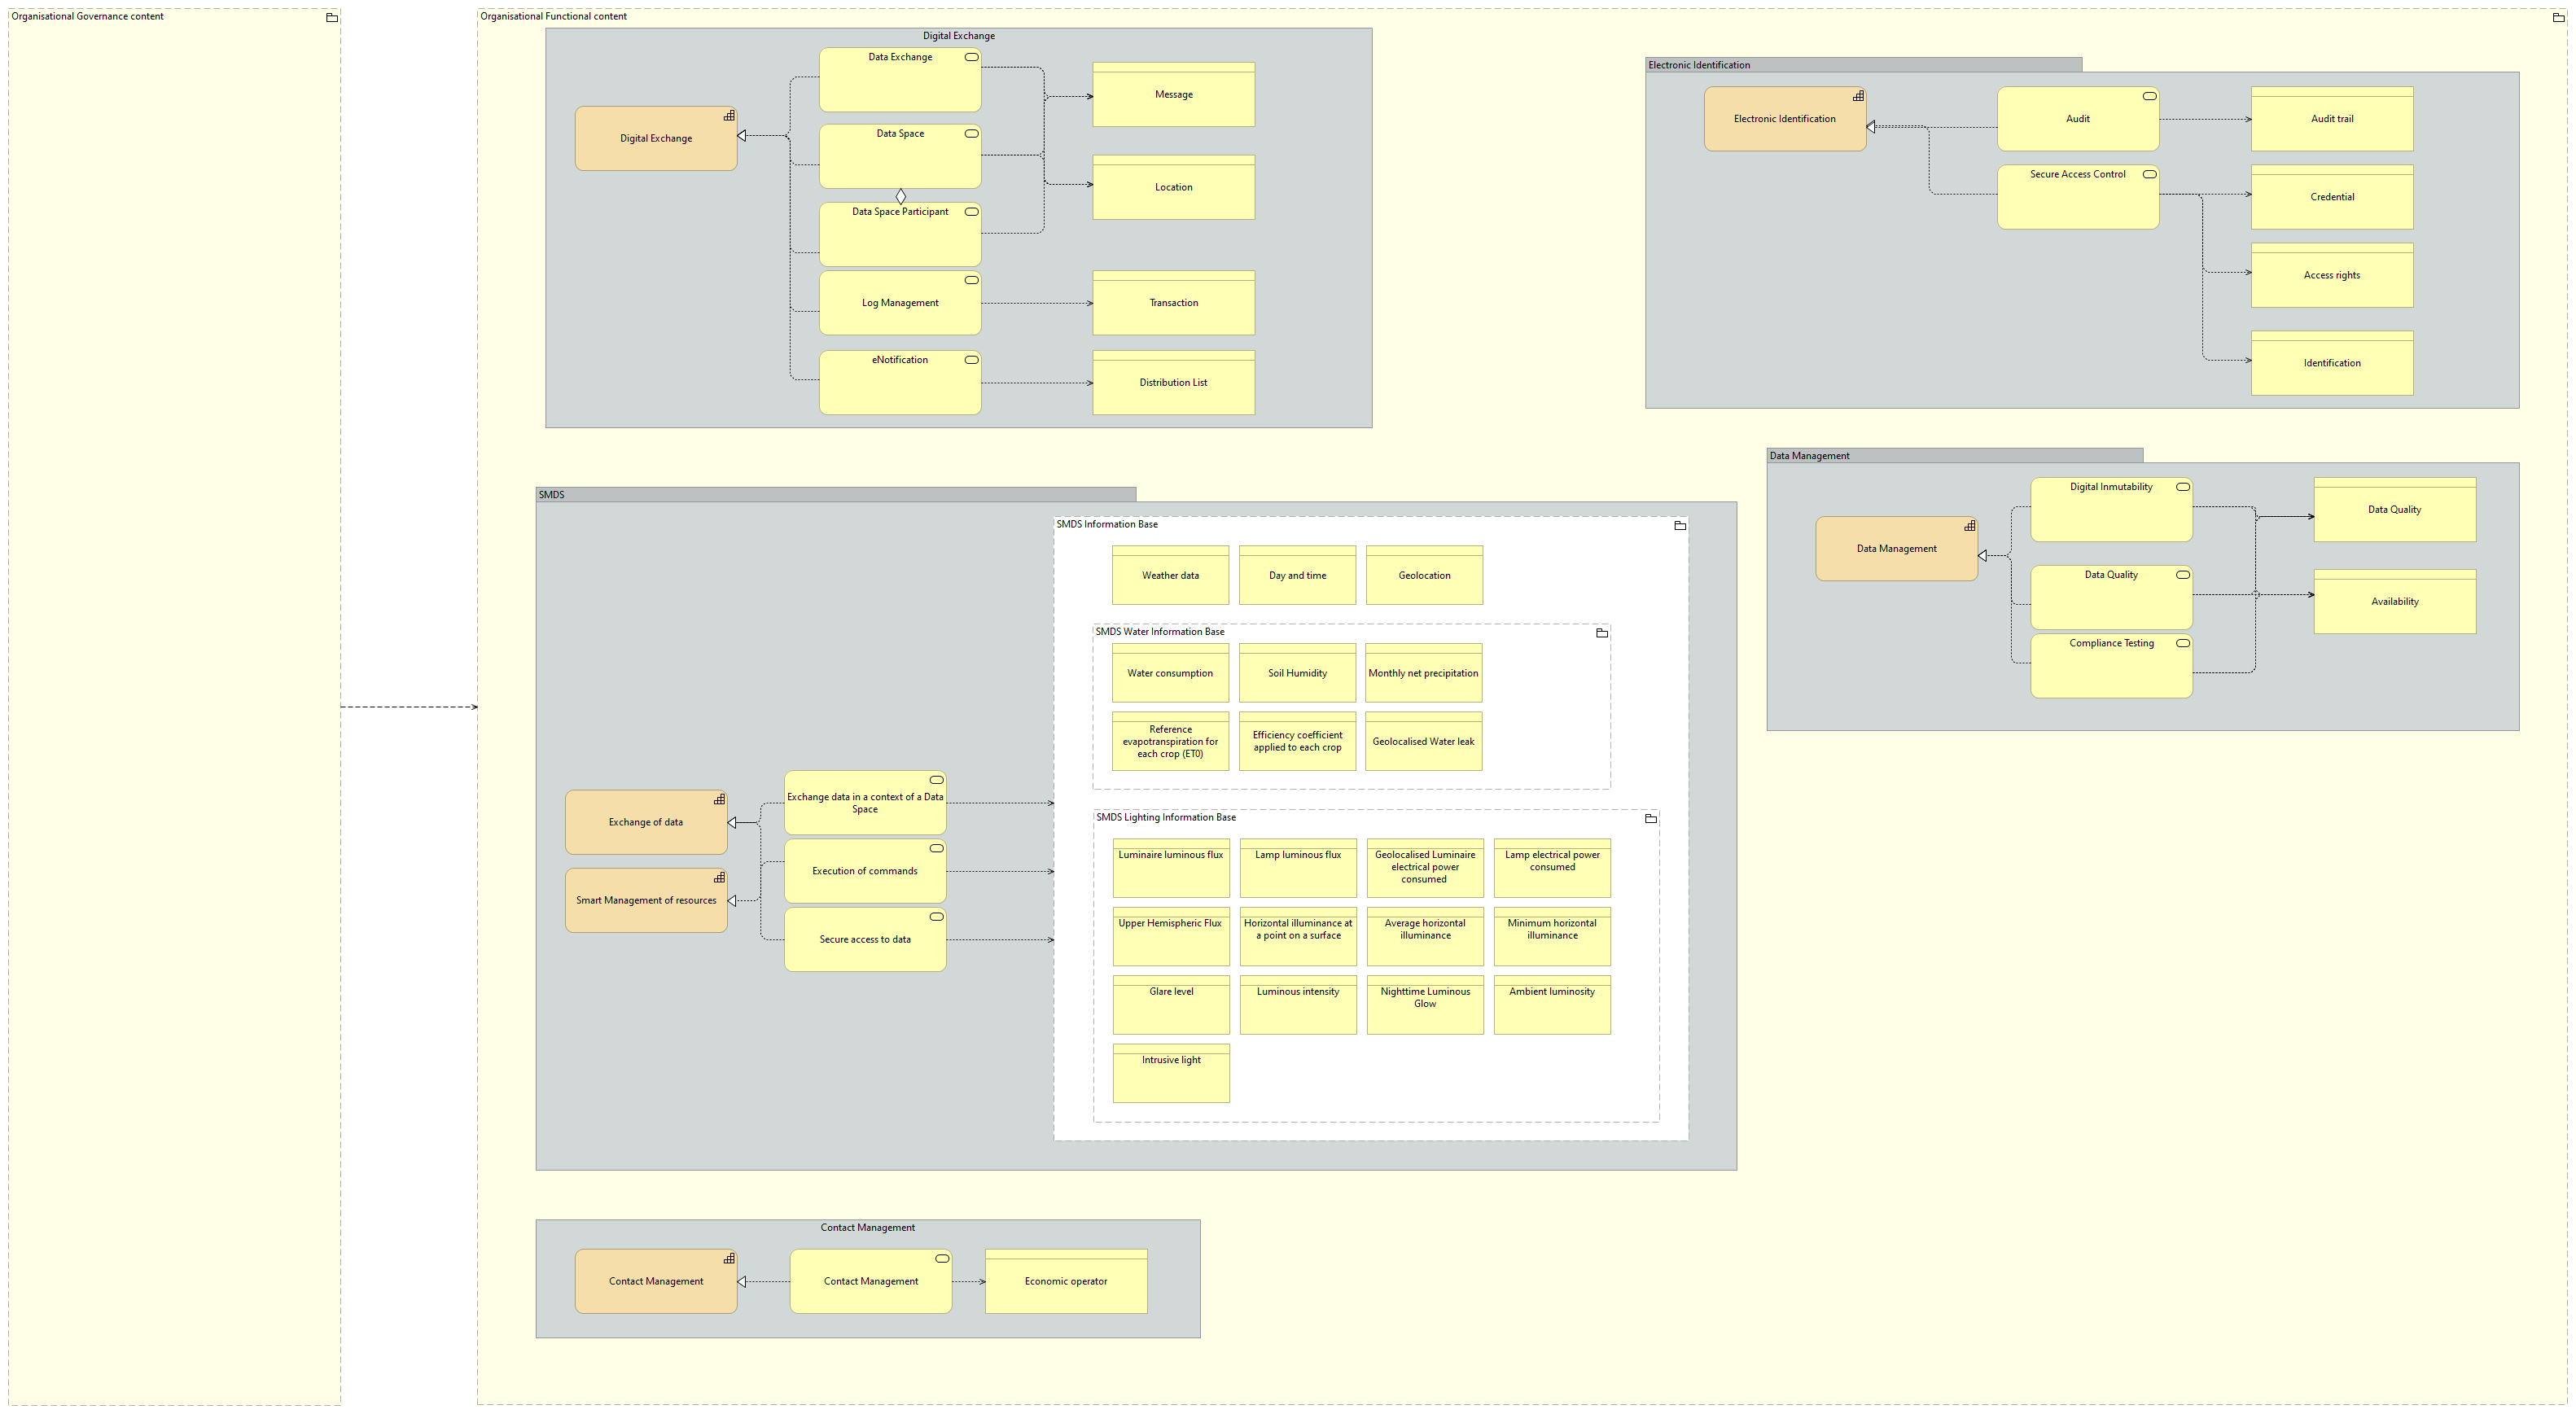 Organisational Governance content
Organisational Functional content
Digital Exchange
Digital Exchange
Data Exchange
Data Space
Data Space Participant
Log Management
eNotification
Message
Location
Transaction
Distribution List
Electronic Identification
Electronic Identification
Audit
Secure Access Control
Audit trail
Credential
Access rights
Identification
Data Management
Data Management
Digital Inmutability
Data Quality
Compliance Testing
Data Quality
Availability
SMDS
Exchange of data
Smart Management of resources
Exchange data in a context of a Data
Space
Execution of commands
Secure access to data
SMDS Information Base
Weather data
Day and time
Geolocation
SMDS Water Information Base
Water consumption
Soil Humidity
Monthly net precipitation
Reference
evapotranspiration for
each crop (ET0)
Efficiency coefficient
applied to each crop
Geolocalised Water leak
SMDS Lighting Information Base
Luminaire luminous flux
Lamp luminous flux
Geolocalised Luminaire
electrical power
consumed
Lamp electrical power
consumed
Upper Hemispheric Flux
Horizontal illuminance at
a point on a surface
Average horizontal
illuminance
Minimum horizontal
illuminance
Glare level
Luminous intensity
Nighttime Luminous
Glow
Ambient luminosity
Intrusive light
Contact Management
Contact Management
Contact Management
Economic operator